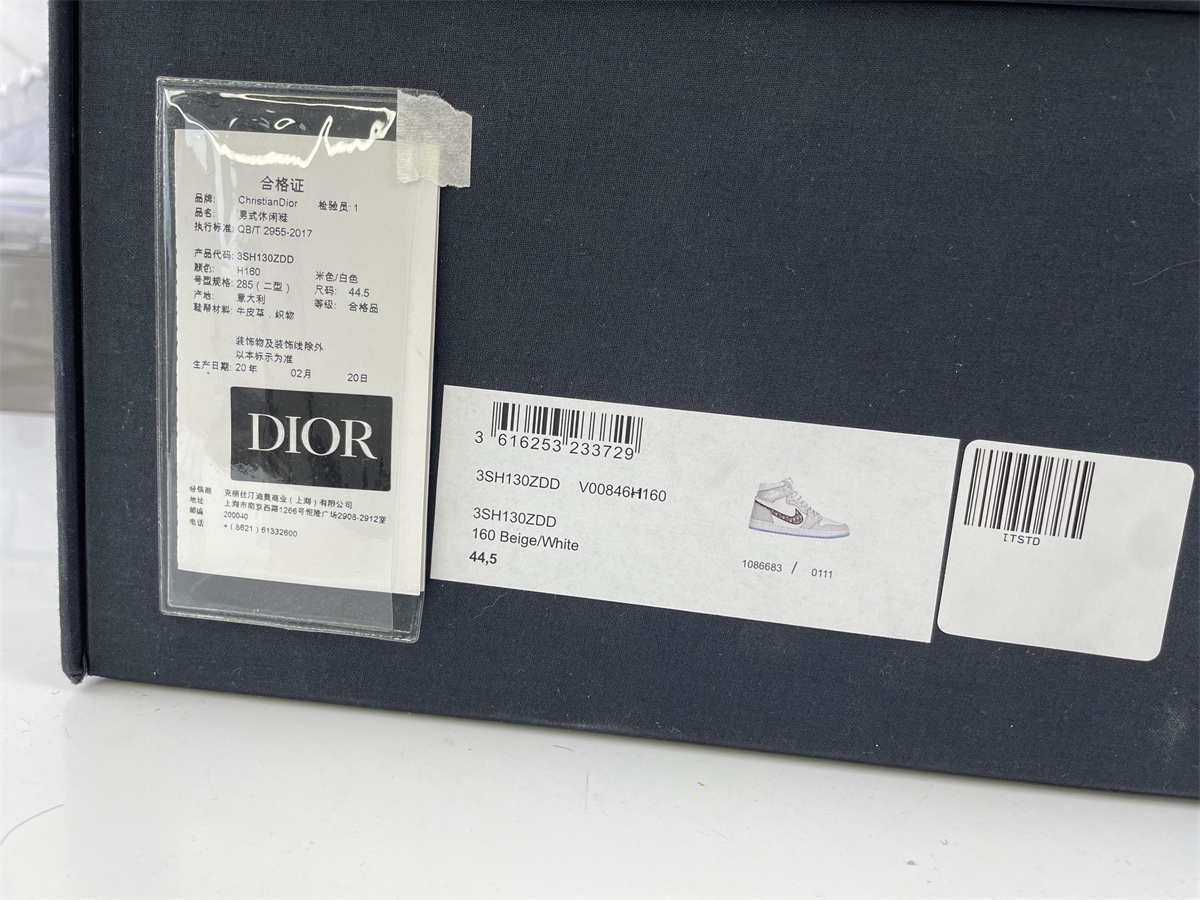 合格证
品牌: ChristianDior 检验员: 1
品名: 男式休闲鞋
执行标准: QB/T 2955-2017
产品代码: 3SH130ZDD
颜色: H160 米色/白色
号型规格: 285 (二型) 尺码: 44.5
产地: 意大利 等级: 合格品
鞋帮材料: 牛皮革，织物
装饰物及装饰线除外
以本标示为准
生产日期: 20年 02月 20日
DIOR
经销商 克丽丝汀迪奥商业（上海）有限公司
地址 上海市南京西路1266号恒隆广场2908-2912室
邮编 200040
电话 +(8621) 61332600
3 616253 233729
3SH130ZDD V00846H160
3SH130ZDD
160 Beige/White
44,5
1086683 / 0111
ITSTD